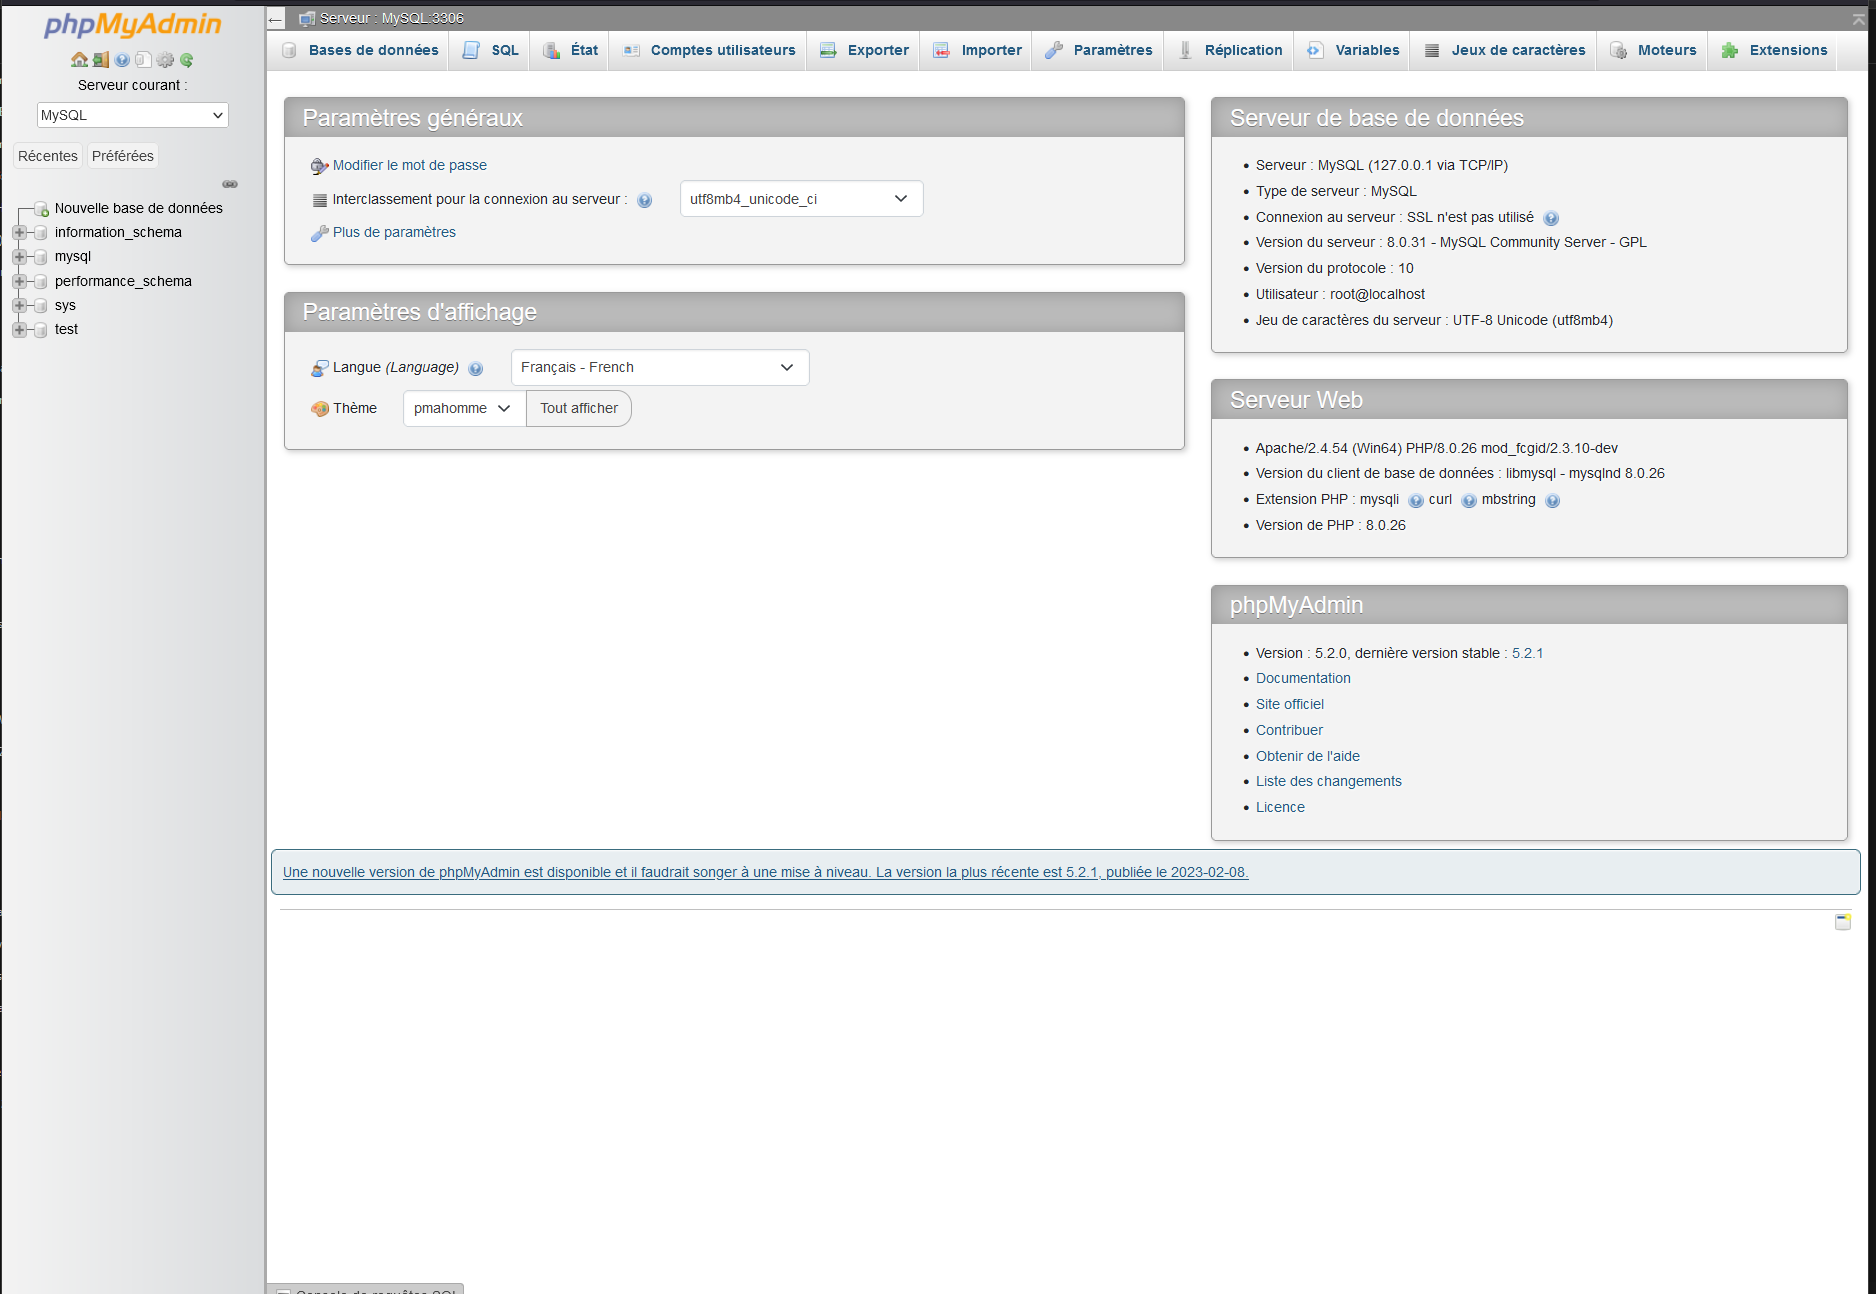 phpMyAdmin
Serveur courant :
MySQL
Récentes
Préférées
Nouvelle base de données
information_schema
mysql
performance_schema
sys
test
Serveur : MySQL:3306
Bases de données
SQL
État
Comptes utilisateurs
Exporter
Importer
Paramètres
Réplication
Variables
Jeux de caractères
Moteurs
Extensions
Paramètres généraux
Modifier le mot de passe
Interclassement pour la connexion au serveur :
utf8mb4_unicode_ci
Plus de paramètres
Paramètres d'affichage
Langue (Language)
Français - French
Thème
pmahomme
Tout afficher
Serveur de base de données
Serveur : MySQL (127.0.0.1 via TCP/IP)
Type de serveur : MySQL
Connexion au serveur : SSL n'est pas utilisé
Version du serveur : 8.0.31 - MySQL Community Server - GPL
Version du protocole : 10
Utilisateur : root@localhost
Jeu de caractères du serveur : UTF-8 Unicode (utf8mb4)
Serveur Web
Apache/2.4.54 (Win64) PHP/8.0.26 mod_fcgid/2.3.10-dev
Version du client de base de données : libmysql - mysqlnd 8.0.26
Extension PHP : mysqli curl mbstring
Version de PHP : 8.0.26
phpMyAdmin
Version : 5.2.0, dernière version stable : 5.2.1
Documentation
Site officiel
Contribuer
Obtenir de l'aide
Liste des changements
Licence
Une nouvelle version de phpMyAdmin est disponible et il faudrait songer à une mise à niveau. La version la plus récente est 5.2.1, publiée le 2023-02-08.
Console de requêtes SQL